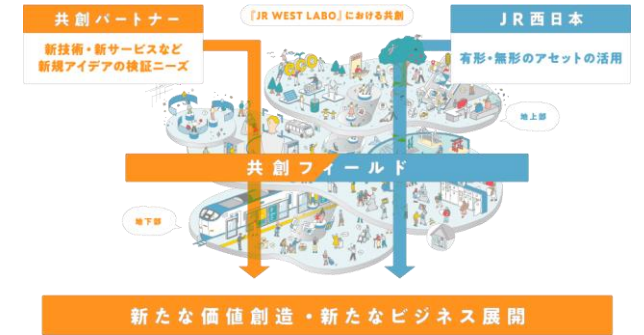 『JR WEST LABO』における共創
共創パートナー
新技術・新サービスなど
新規アイデアの検証ニーズ
JR西日本
有形・無形のアセットの活用
地上部
共創フィールド
地下部
新たな価値創造・新たなビジネス展開